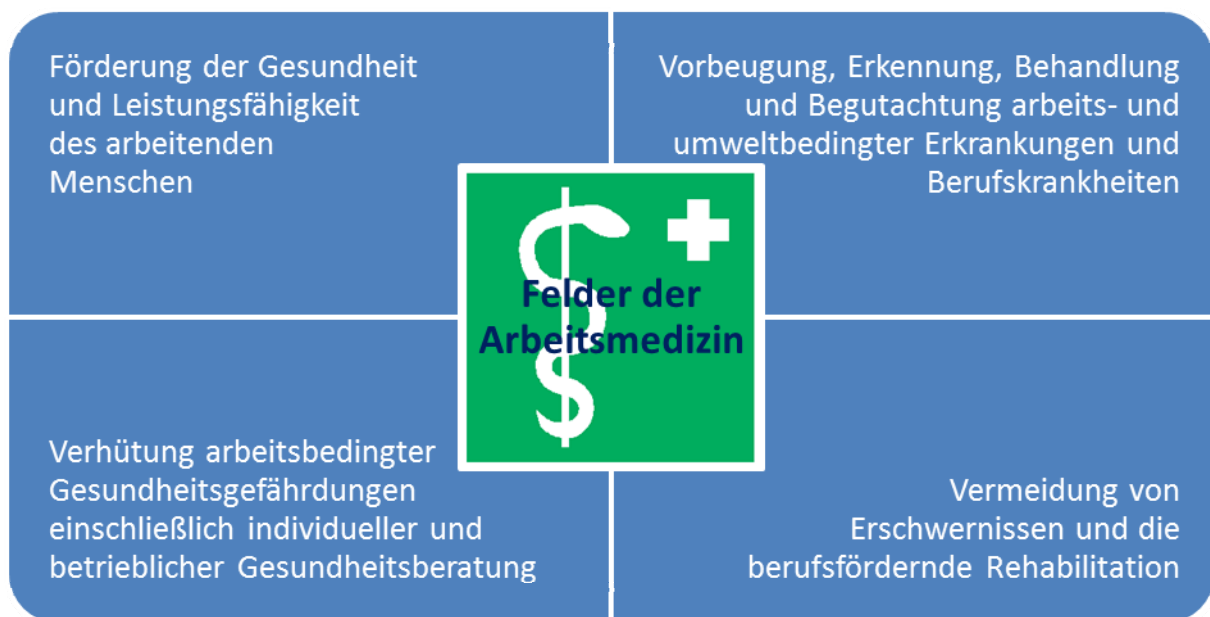 Förderung der Gesundheit
und Leistungsfähigkeit
des arbeitenden
Menschen
Vorbeugung, Erkennung, Behandlung
und Begutachtung arbeits- und
umweltbedingter Erkrankungen und
Berufskrankheiten
Felder der
Arbeitsmedizin
Verhütung arbeitsbedingter
Gesundheitsgefährdungen
einschließlich individueller und
betrieblicher Gesundheitsberatung
Vermeidung von
Erschwernissen und die
berufsfördernde Rehabilitation